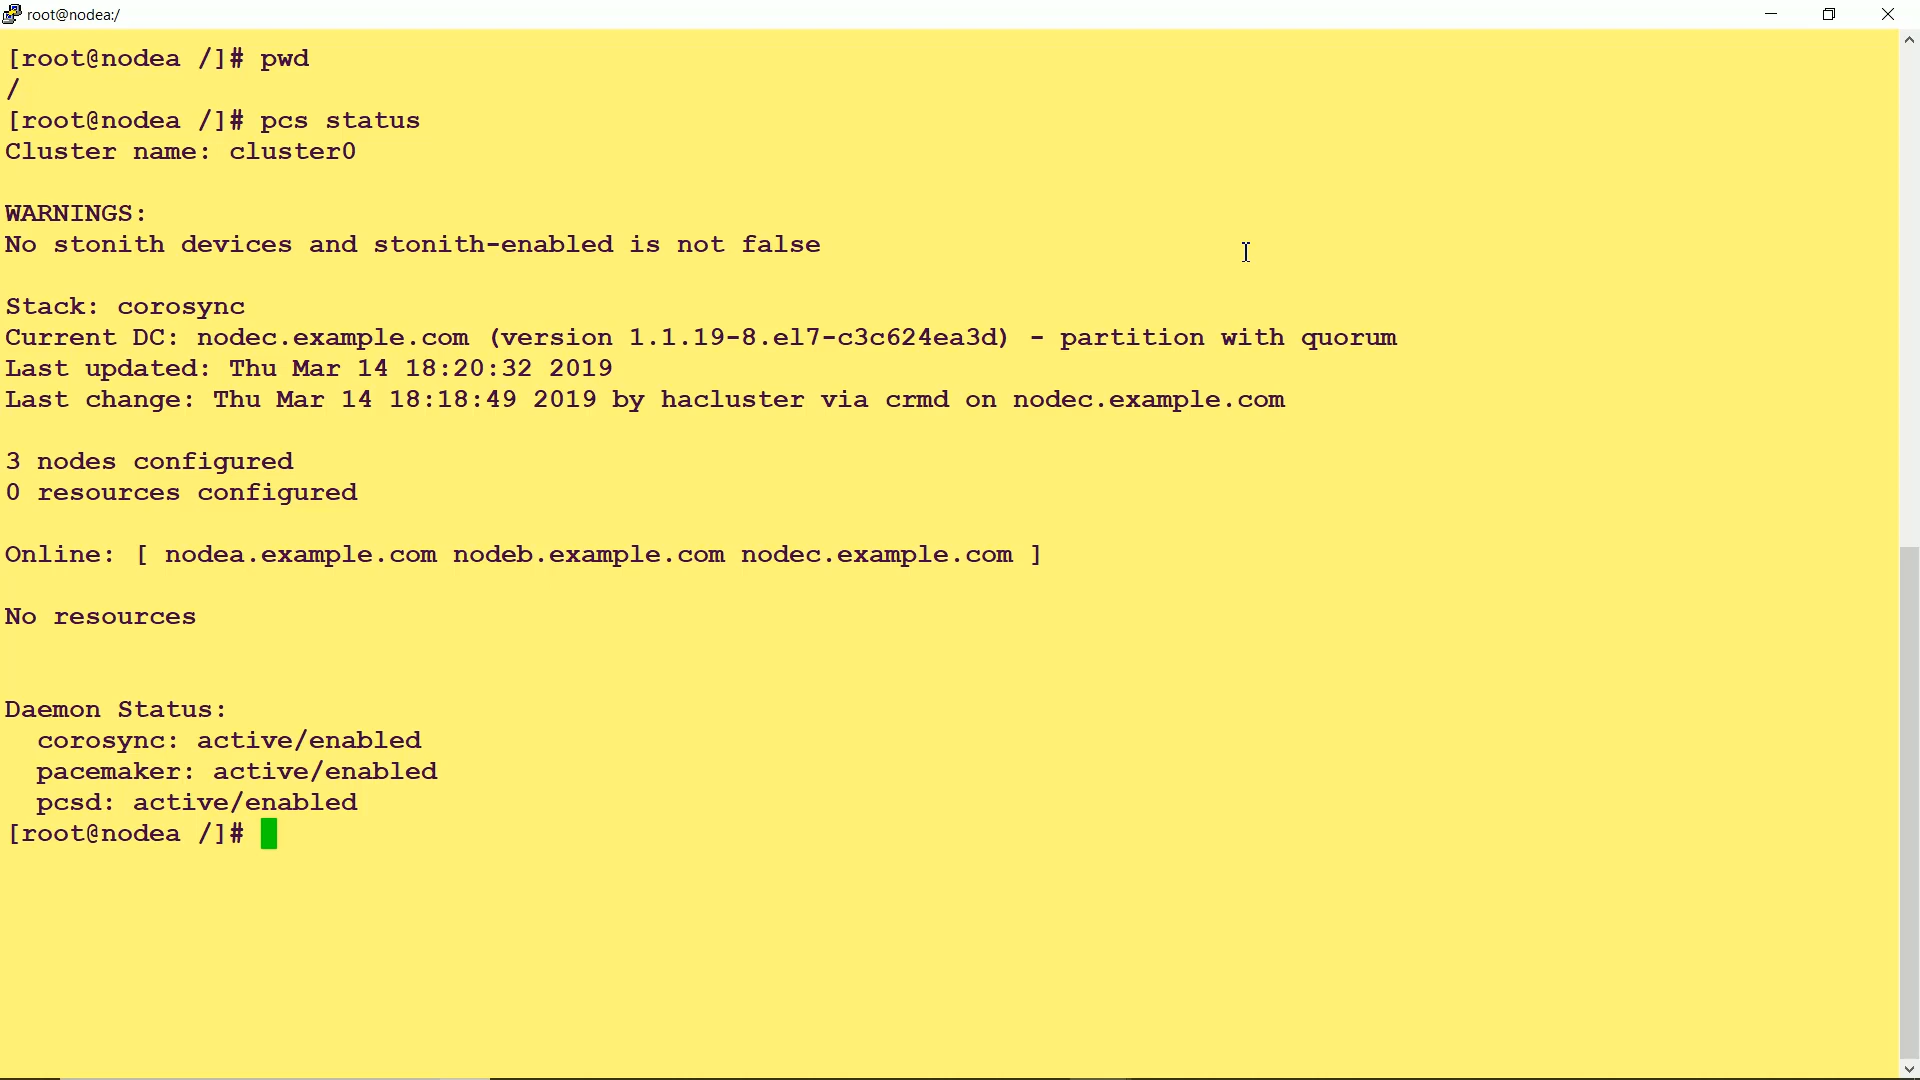 root@nodea:/
[root@nodea /]# pwd
/
[root@nodea /]# pcs status
Cluster name: cluster0
WARNINGS:
No stonith devices and stonith-enabled is not false
Stack: corosync
Current DC: nodec.example.com (version 1.1.19-8.el7-c3c624ea3d) - partition with quorum
Last updated: Thu Mar 14 18:20:32 2019
Last change: Thu Mar 14 18:18:49 2019 by hacluster via crmd on nodec.example.com
3 nodes configured
0 resources configured
Online: [ nodea.example.com nodeb.example.com nodec.example.com ]
No resources
Daemon Status:
  corosync: active/enabled
  pacemaker: active/enabled
  pcsd: active/enabled
[root@nodea /]#